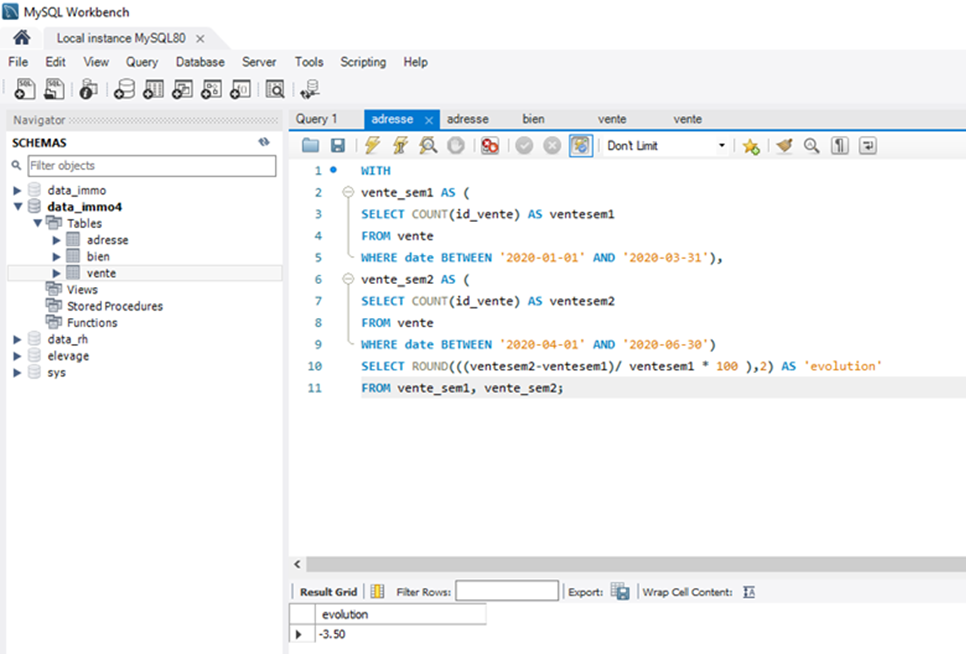 MySQL Workbench
Local instance MySQL80 ×
File Edit View Query Database Server Tools Scripting Help
Navigator
SCHEMAS
Filter objects
data_immo
data_immo4
Tables
adresse
bien
vente
Views
Stored Procedures
Functions
data_rh
elevage
sys
Query 1 adresse × adresse bien vente vente
Don't Limit
1 WITH
2 vente_sem1 AS (
3 SELECT COUNT(id_vente) AS ventesem1
4 FROM vente
5 WHERE date BETWEEN '2020-01-01' AND '2020-03-31'),
6 vente_sem2 AS (
7 SELECT COUNT(id_vente) AS ventesem2
8 FROM vente
9 WHERE date BETWEEN '2020-04-01' AND '2020-06-30')
10 SELECT ROUND(((ventesem2-ventesem1)/ ventesem1 * 100 ),2) AS 'evolution'
11 FROM vente_sem1, vente_sem2;
Result Grid Filter Rows: Export: Wrap Cell Content:
evolution
-3.50